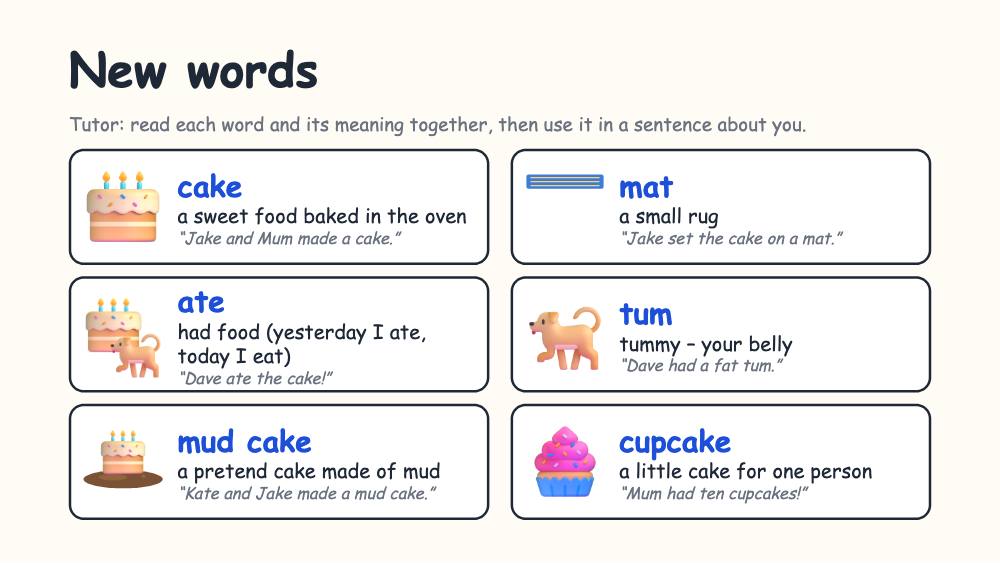 New words
Tutor: read each word and its meaning together, then use it in a sentence about you.
cake
a sweet food baked in the oven
"Jake and Mum made a cake."
mat
a small rug
"Jake set the cake on a mat."
ate
had food (yesterday I ate,
today I eat)
"Dave ate the cake!"
tum
tummy – your belly
"Dave had a fat tum."
mud cake
a pretend cake made of mud
"Kate and Jake made a mud cake."
cupcake
a little cake for one person
"Mum had ten cupcakes!"